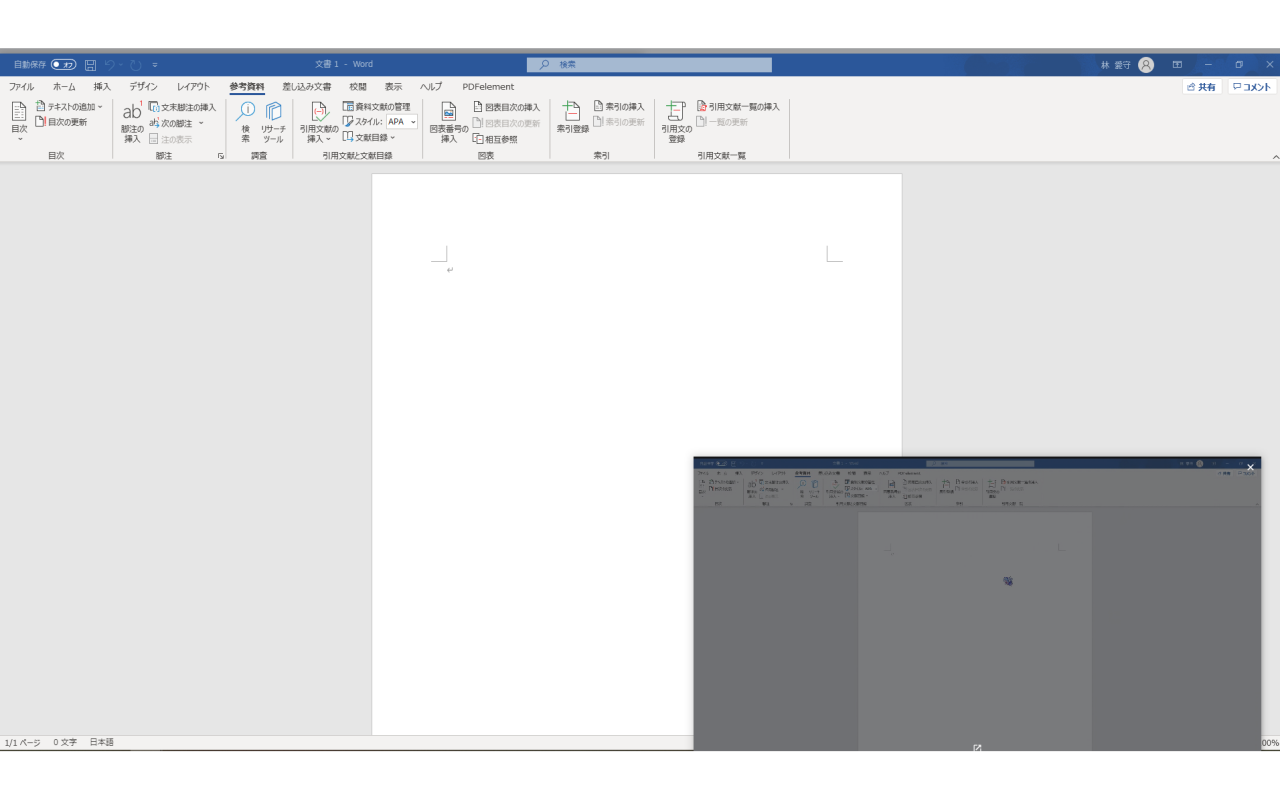 自動保存 オフ 文書 1 - Word 検索 林 愛守
ファイル ホーム 挿入 デザイン レイアウト 参考資料 差し込み文書 校閲 表示 ヘルプ PDFelement 共有 コメント
目次
テキストの追加
目次の更新
目次
ab 脚注の挿入
文末脚注の挿入
次の脚注
注の表示
脚注
検索
リサーチ ツール
調査
引用文献の挿入
資料文献の管理
スタイル: APA
文献目録
引用文献と文献目録
図表番号の挿入
図表目次の挿入
図表目次の更新
相互参照
図表
索引登録
索引の挿入
索引の更新
索引
引用文の登録
引用文献一覧の挿入
一覧の更新
引用文献一覧
1/1 ページ 0 文字 日本語 00%